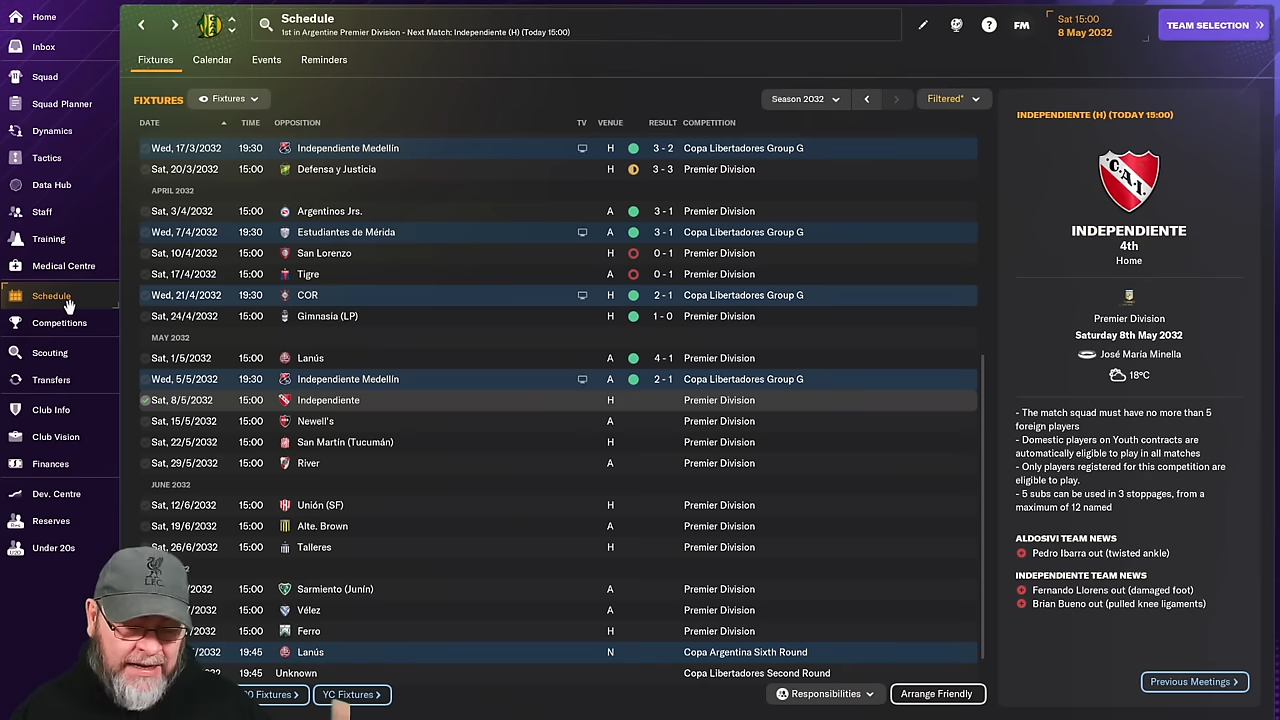 Home
Inbox
Squad
Squad Planner
Dynamics
Tactics
Data Hub
Staff
Training
Medical Centre
Schedule
Competitions
Scouting
Transfers
Club Info
Club Vision
Finances
Dev. Centre
Reserves
Under 20s
Schedule
1st in Argentine Premier Division - Next Match: Independiente (H) (Today 15:00)
FM
Sat 15:00
8 May 2032
TEAM SELECTION
Fixtures Calendar Events Reminders
FIXTURES Fixtures Season 2032 Filtered*
DATE TIME OPPOSITION TV VENUE RESULT COMPETITION
Wed, 17/3/2032 19:30 Independiente Medellín H 3 - 2 Copa Libertadores Group G
Sat, 20/3/2032 15:00 Defensa y Justicia H 3 - 3 Premier Division
APRIL 2032
Sat, 3/4/2032 15:00 Argentinos Jrs. A 3 - 1 Premier Division
Wed, 7/4/2032 19:30 Estudiantes de Mérida A 3 - 1 Copa Libertadores Group G
Sat, 10/4/2032 15:00 San Lorenzo H 0 - 1 Premier Division
Sat, 17/4/2032 15:00 Tigre A 0 - 1 Premier Division
Wed, 21/4/2032 19:30 COR H 2 - 1 Copa Libertadores Group G
Sat, 24/4/2032 15:00 Gimnasia (LP) H 1 - 0 Premier Division
MAY 2032
Sat, 1/5/2032 15:00 Lanús A 4 - 1 Premier Division
Wed, 5/5/2032 19:30 Independiente Medellín A 2 - 1 Copa Libertadores Group G
Sat, 8/5/2032 15:00 Independiente H Premier Division
Sat, 15/5/2032 15:00 Newell's A Premier Division
Sat, 22/5/2032 15:00 San Martín (Tucumán) H Premier Division
Sat, 29/5/2032 15:00 River A Premier Division
JUNE 2032
Sat, 12/6/2032 15:00 Unión (SF) H Premier Division
Sat, 19/6/2032 15:00 Alte. Brown A Premier Division
Sat, 26/6/2032 15:00 Talleres H Premier Division
15:00 Sarmiento (Junín) A Premier Division
15:00 Vélez A Premier Division
15:00 Ferro H Premier Division
19:45 Lanús N Copa Argentina Sixth Round
19:45 Unknown Copa Libertadores Second Round
Fixtures YC Fixtures Responsibilities Arrange Friendly
INDEPENDIENTE (H) (TODAY 15:00)
C.A.I.
INDEPENDIENTE
4th
Home
Premier Division
Saturday 8th May 2032
José María Minella
18°C
- The match squad must have no more than 5
foreign players
- Domestic players on Youth contracts are
automatically eligible to play in all matches
- Only players registered for this competition are
eligible to play.
- 5 subs can be used in 3 stoppages, from a
maximum of 12 named
ALDOSIVI TEAM NEWS
Pedro Ibarra out (twisted ankle)
INDEPENDIENTE TEAM NEWS
Fernando Llorens out (damaged foot)
Brian Bueno out (pulled knee ligaments)
Previous Meetings
L.F.C.